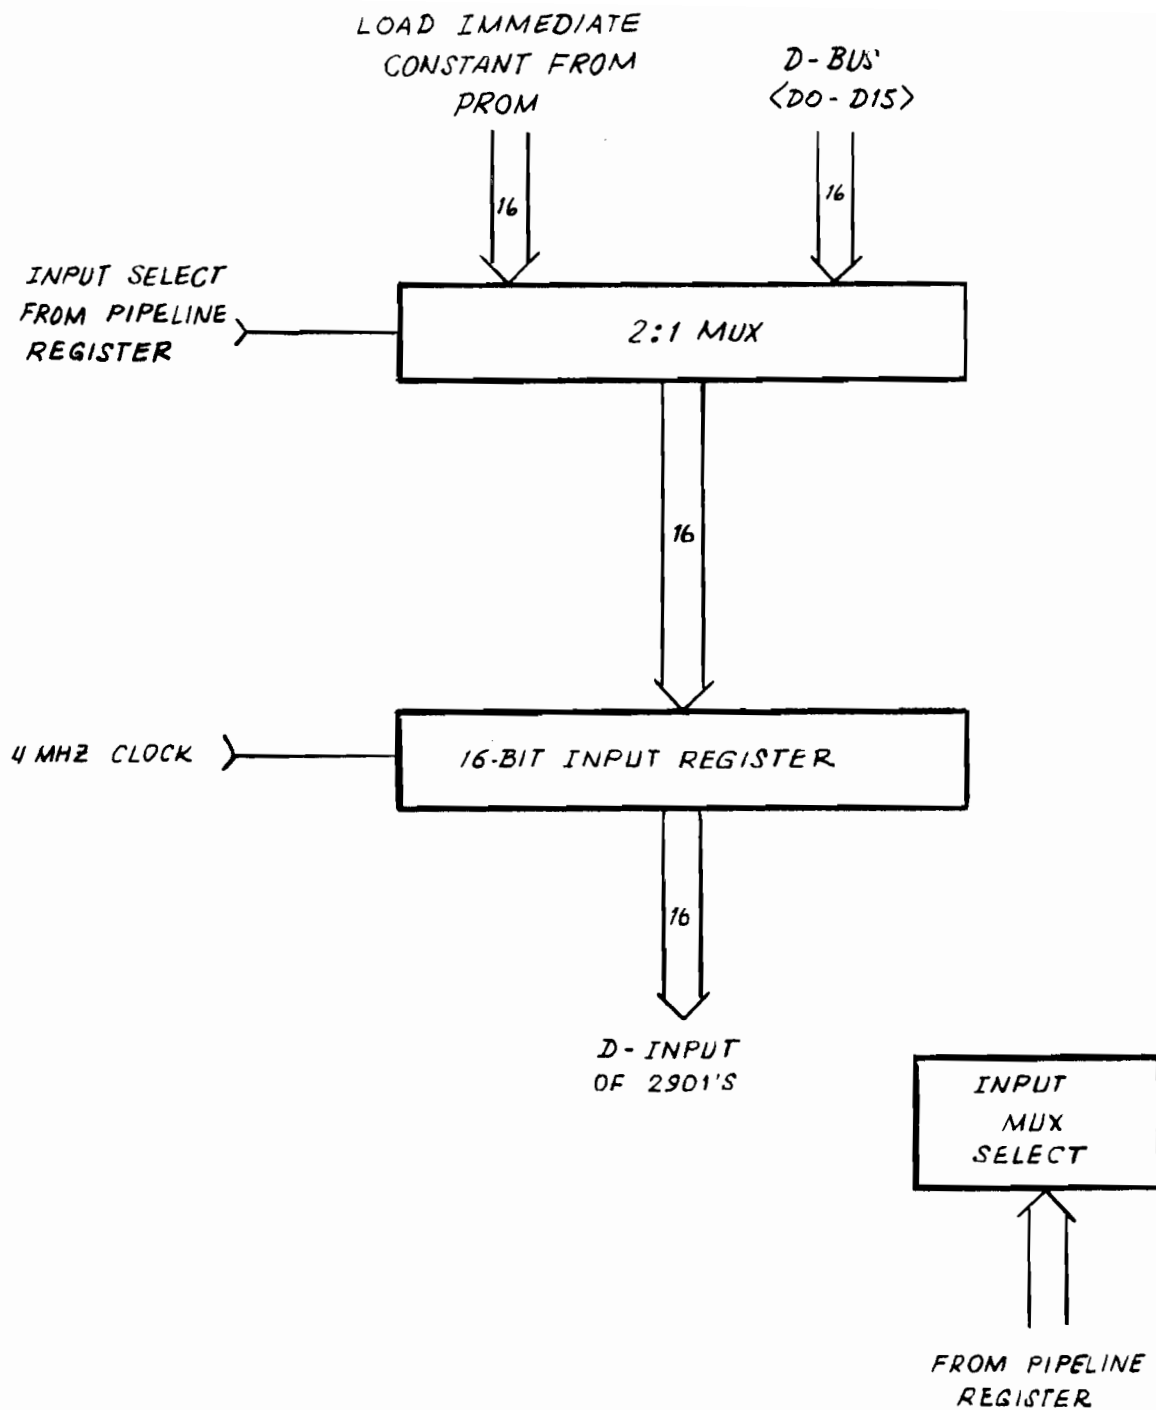 LOAD IMMEDIATE
CONSTANT FROM
PROM
D-BUS
<D0-D15>
16
16
INPUT SELECT
FROM PIPELINE
REGISTER
2:1 MUX
16
4 MHZ CLOCK
16-BIT INPUT REGISTER
16
D-INPUT
OF 2901'S
INPUT
MUX
SELECT
FROM PIPELINE
REGISTER